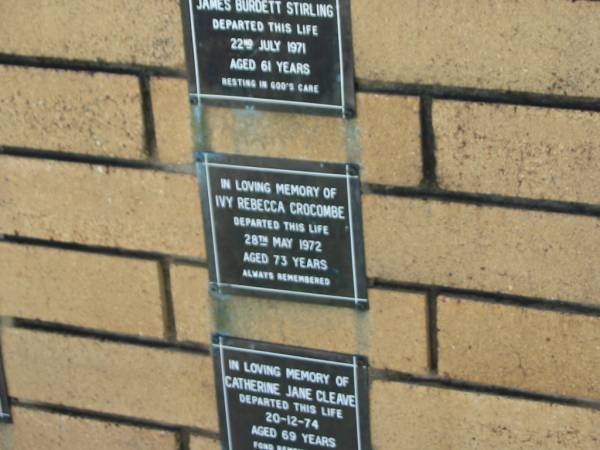 JAMES BURDETT STIRLING
DEPARTED THIS LIFE
22ND JULY 1971
AGED 61 YEARS
RESTING IN GOD'S CARE
IN LOVING MEMORY OF
IVY REBECCA CROCOMBE
DEPARTED THIS LIFE
28TH MAY 1972
AGED 73 YEARS
ALWAYS REMEMBERED
IN LOVING MEMORY OF
CATHERINE JANE CLEAVE
DEPARTED THIS LIFE
20-12-74
AGED 69 YEARS
FOND